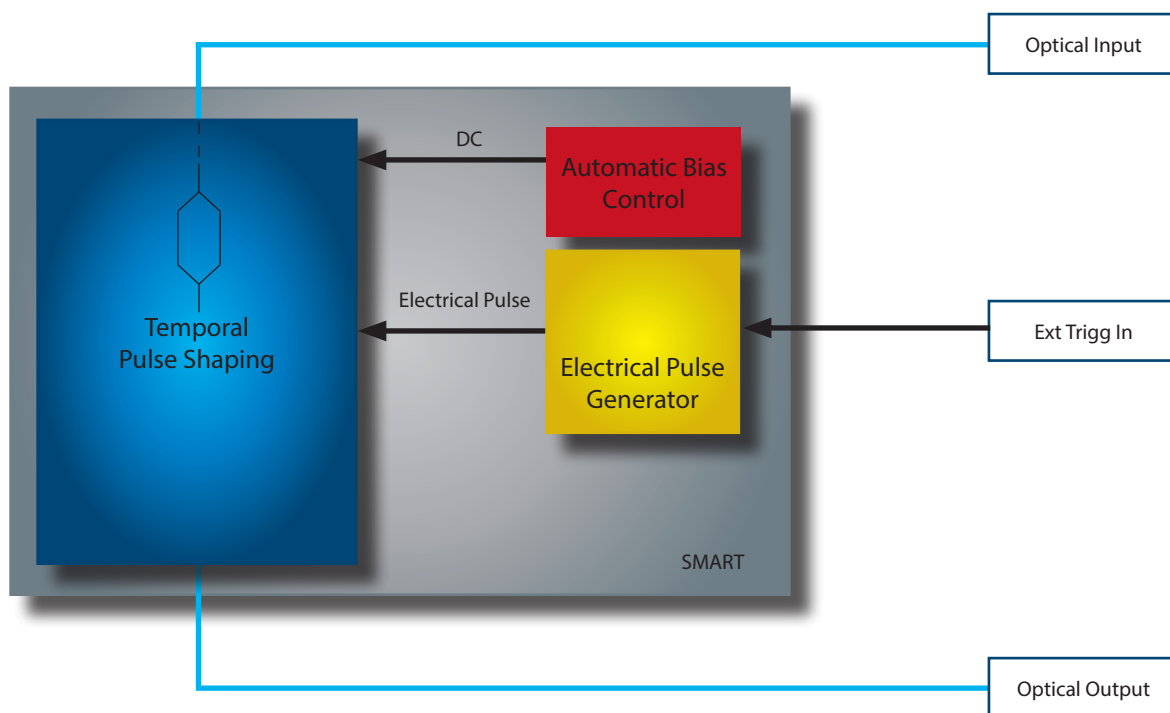 Optical Input
DC
Automatic Bias
Control
Electrical Pulse
Temporal
Pulse Shaping
Ext Trigg In
Electrical Pulse
Generator
SMART
Optical Output